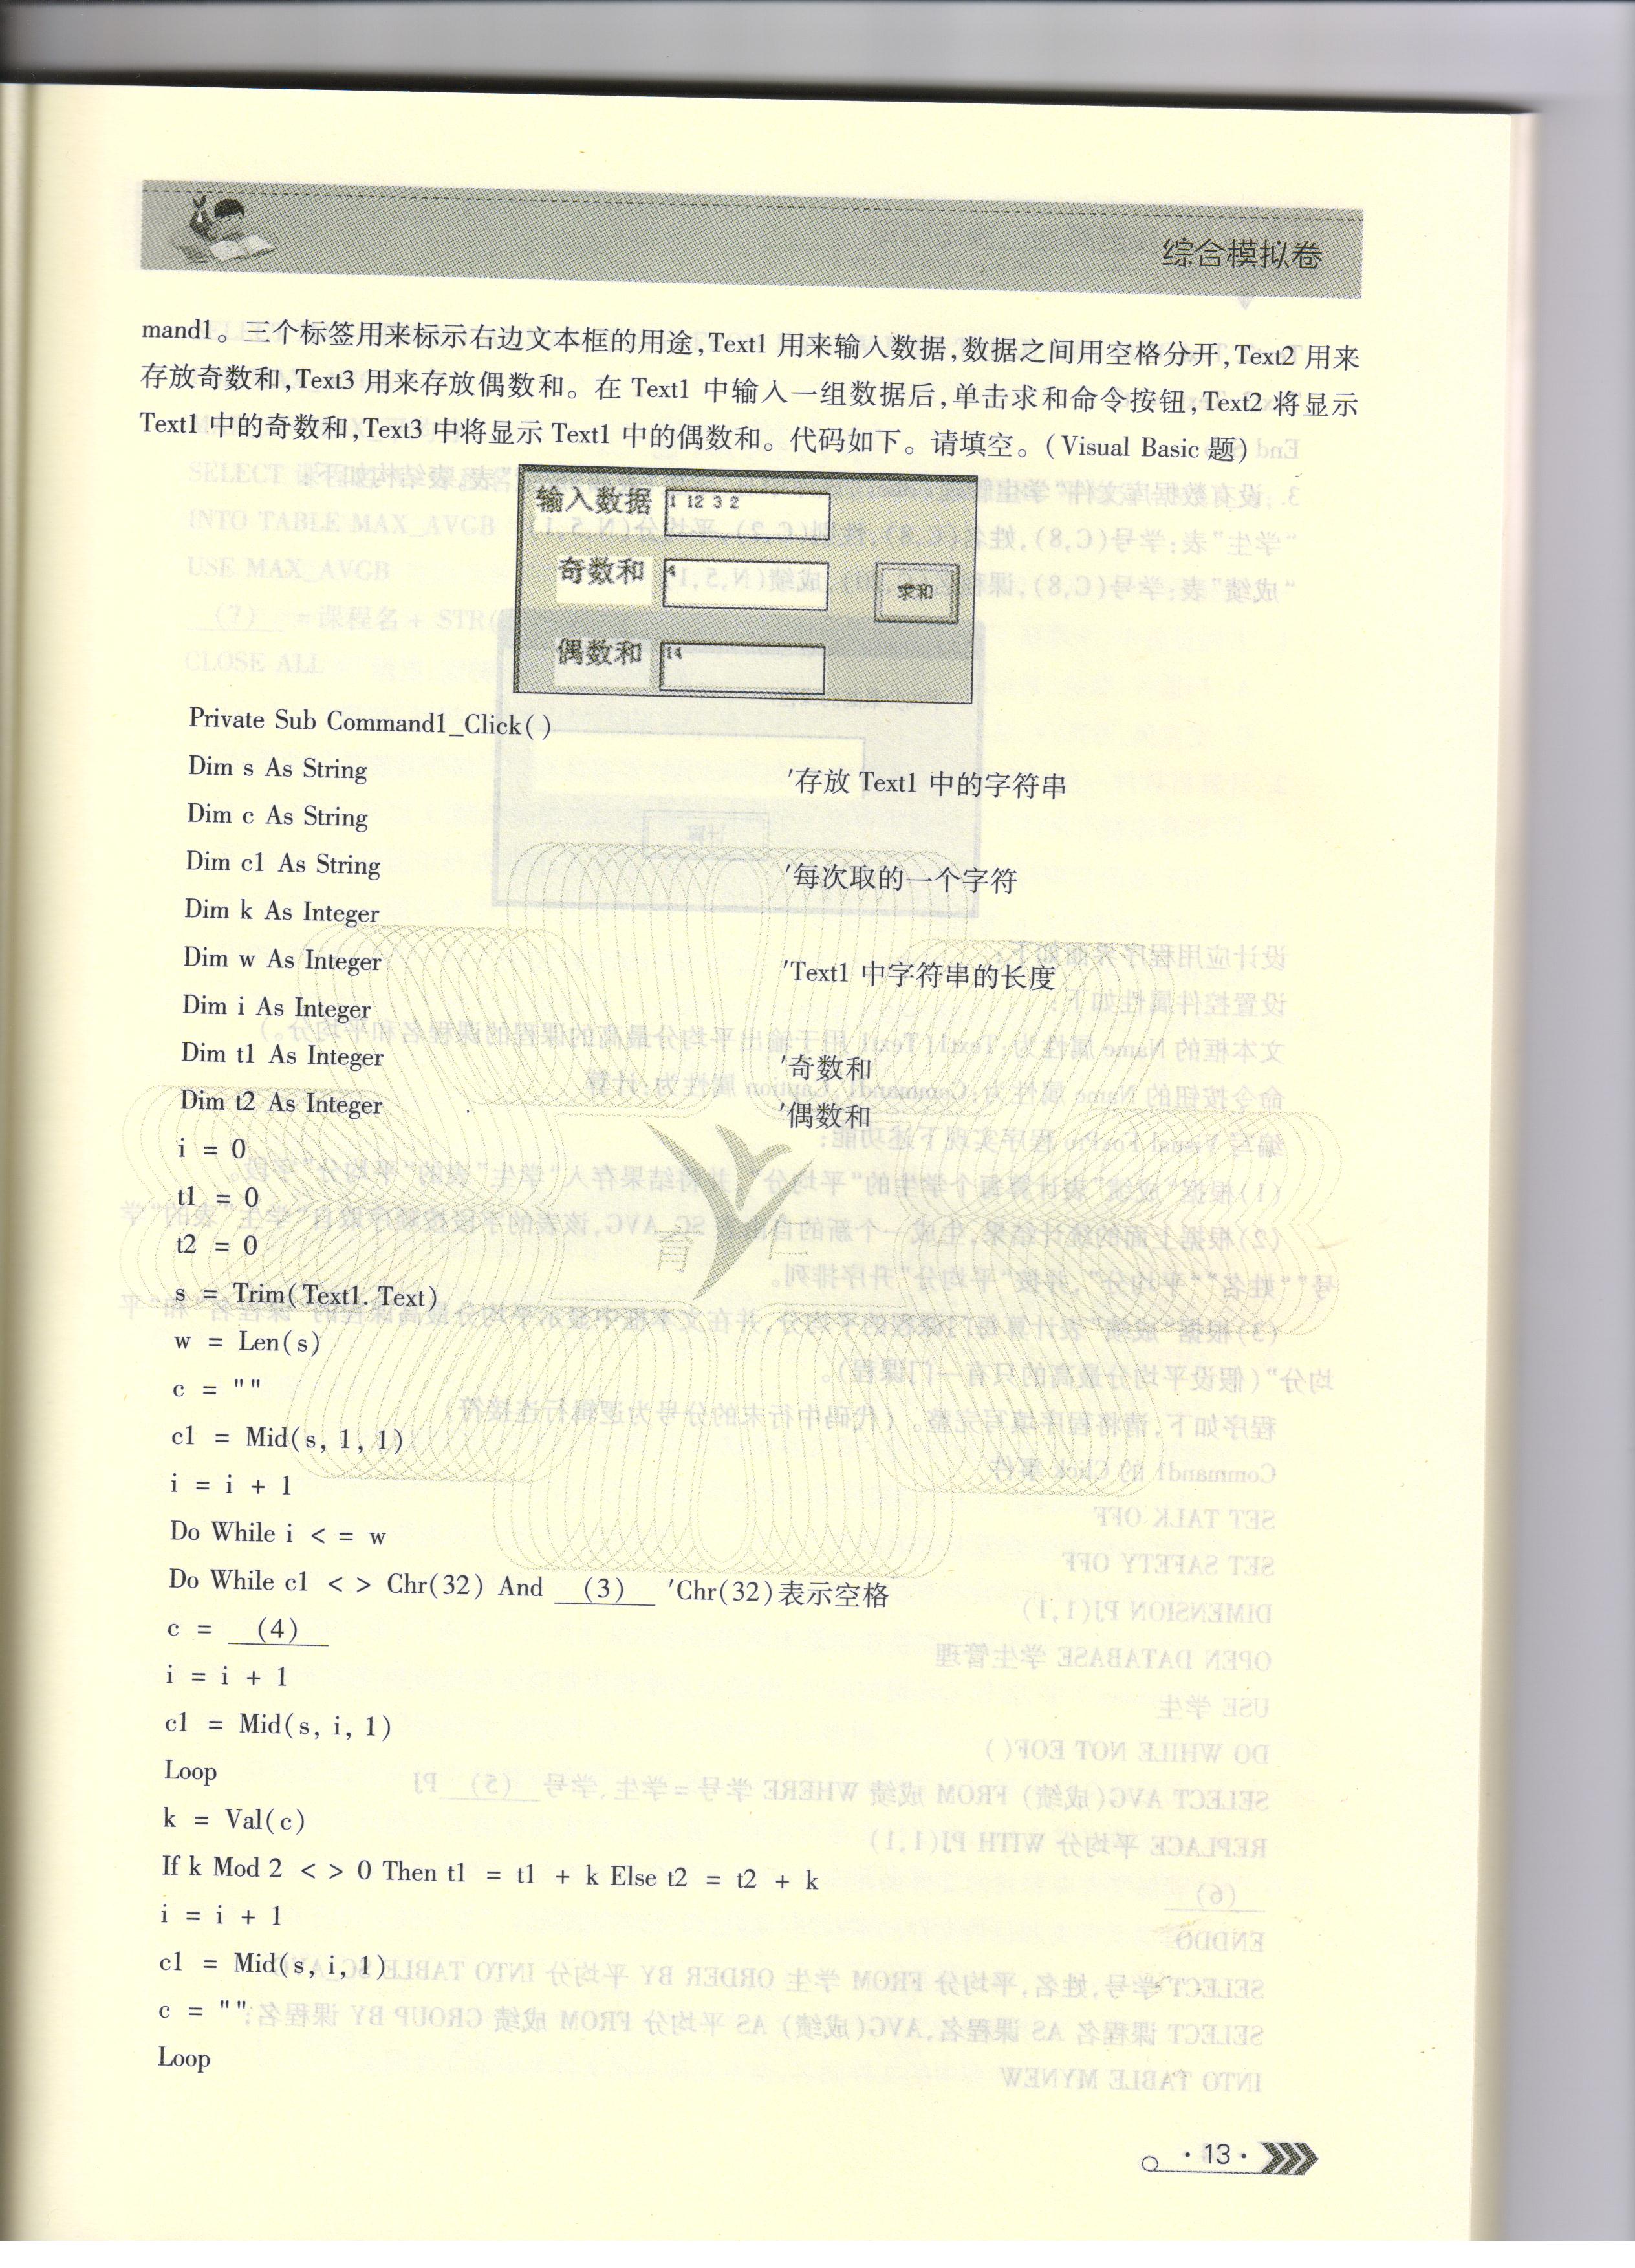 综合模拟卷
mand1。三个标签用来标示右边文本框的用途,Text1 用来输入数据,数据之间用空格分开,Text2 用来
存放奇数和,Text3 用来存放偶数和。在 Text1 中输入一组数据后,单击求和命令按钮,Text2 将显示
Text1 中的奇数和,Text3 中将显示 Text1 中的偶数和。代码如下。请填空。(Visual Basic 题)
输入数据 1 12 3 2
奇数和 4
求和
偶数和 14
Private Sub Command1_Click( )
Dim s As String ′存放 Text1 中的字符串
Dim c As String
Dim c1 As String ′每次取的一个字符
Dim k As Integer
Dim w As Integer ′Text1 中字符串的长度
Dim i As Integer
Dim t1 As Integer ′奇数和
Dim t2 As Integer ′偶数和
i = 0
t1 = 0
t2 = 0
育仁
s = Trim(Text1. Text)
w = Len(s)
c = ""
c1 = Mid(s, 1, 1)
i = i + 1
Do While i < = w
Do While c1 < > Chr(32) And (3) ′Chr(32)表示空格
c = (4)
i = i + 1
c1 = Mid(s, i, 1)
Loop
k = Val(c)
If k Mod 2 < > 0 Then t1 = t1 + k Else t2 = t2 + k
i = i + 1
c1 = Mid(s, i, 1)
c = ""
Loop
· 13 ·